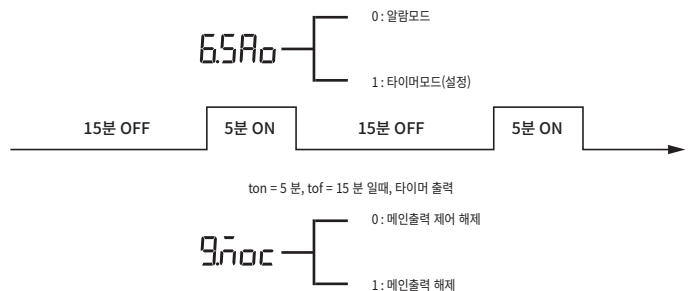 0 : 알람모드
6.SAo
1 : 타이머모드(설정)
15분 OFF 5분 ON 15분 OFF 5분 ON
ton = 5 분, tof = 15 분 일때, 타이머 출력
0 : 메인출력 제어 해제
9.noc
1 : 메인출력 해제